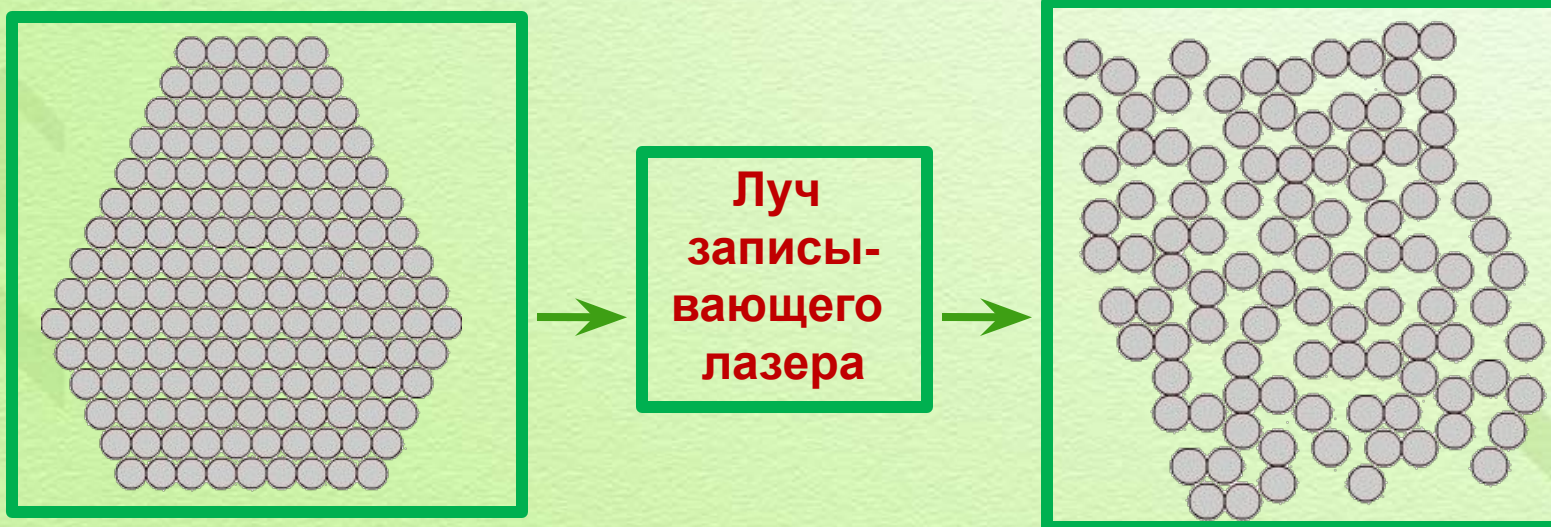 Луч
записы-
вающего
лазера